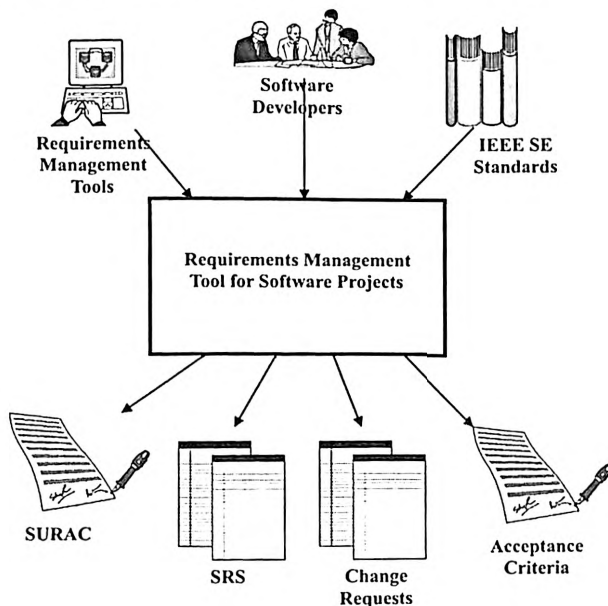 Software
Developers
Requirements
Management
Tools
IEEE SE
Standards
Requirements Management
Tool for Software Projects
SURAC
SRS
Change
Requests
Acceptance
Criteria